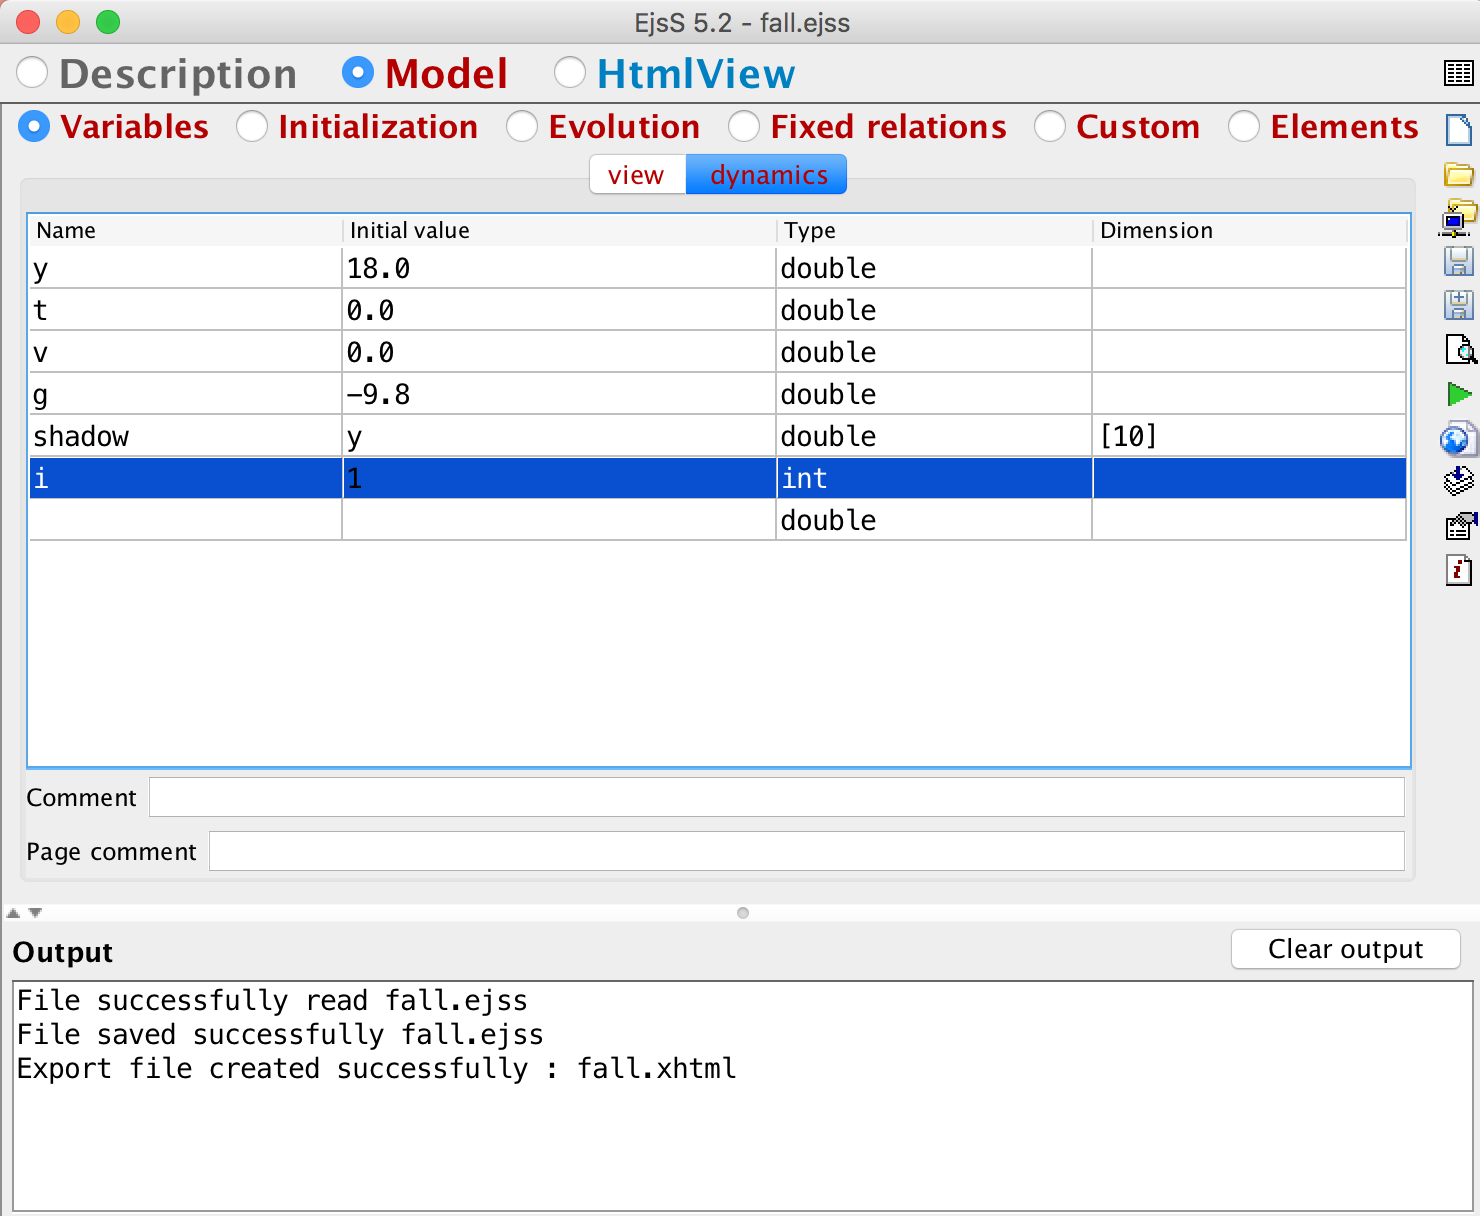 EjsS 5.2 - fall.ejss
Description Model HtmlView
Variables Initialization Evolution Fixed relations Custom Elements
view dynamics
Name Initial value Type Dimension
y 18.0 double
t 0.0 double
v 0.0 double
g -9.8 double
shadow y double [10]
i 1 int
double
Comment
Page comment
Output Clear output
File successfully read fall.ejss
File saved successfully fall.ejss
Export file created successfully : fall.xhtml